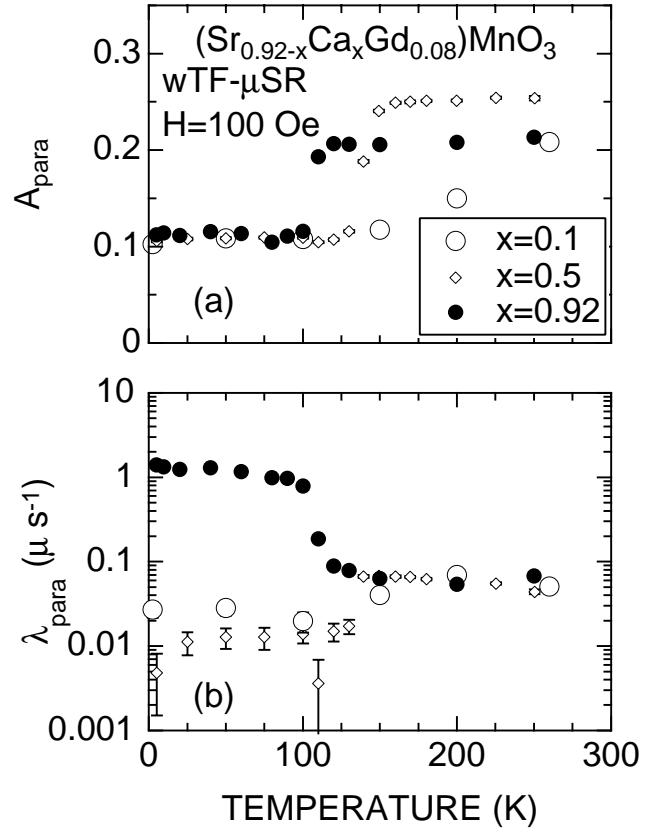 (Sr0.92-xCaxGd0.08)MnO3
wTF-μSR
H=100 Oe
0.3
0.2
0.1
0
Apara
x=0.1
x=0.5
x=0.92
(a)
10
1
0.1
0.01
0.001
λpara (μ s-1)
(b)
0 100 200 300
TEMPERATURE (K)